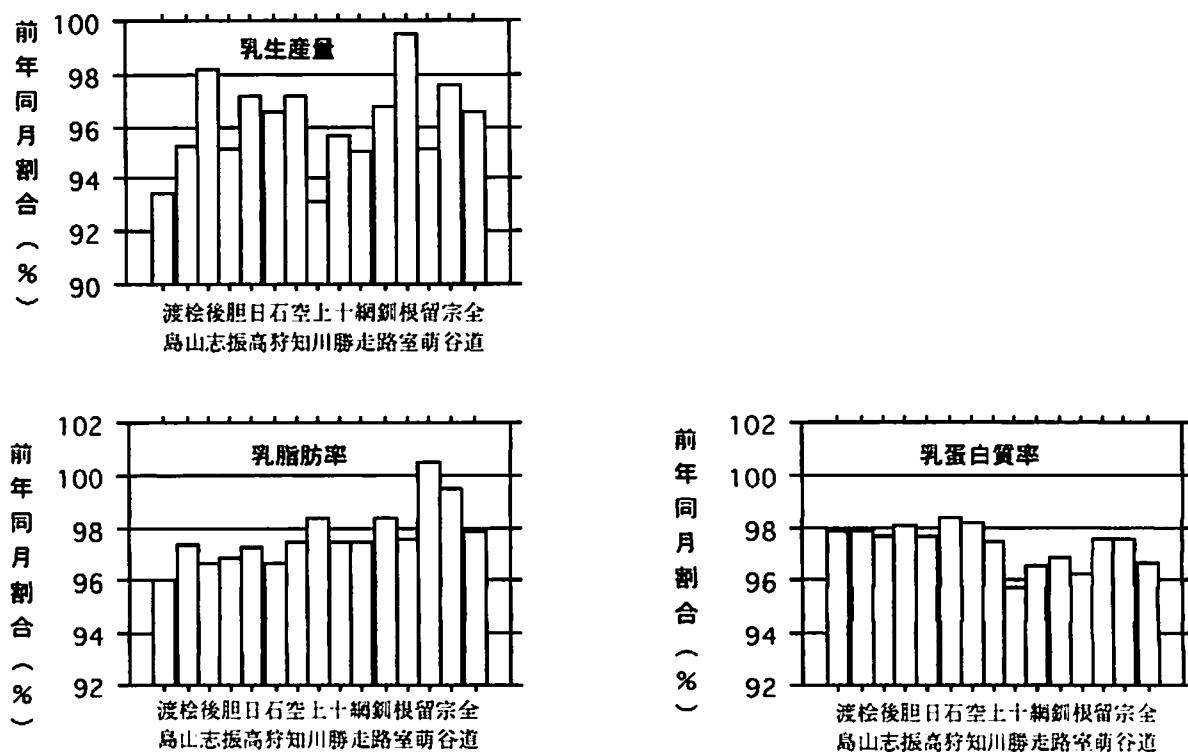 乳生産量
前年同月割合(%)
100
98
96
94
92
90
渡桧後胆日石空上十網釧根留宗全
島山志振高狩知川勝走路室萌谷道
乳脂肪率
前年同月割合(%)
102
100
98
96
94
92
渡桧後胆日石空上十網釧根留宗全
島山志振高狩知川勝走路室萌谷道
乳蛋白質率
前年同月割合(%)
102
100
98
96
94
92
渡桧後胆日石空上十網釧根留宗全
島山志振高狩知川勝走路室萌谷道